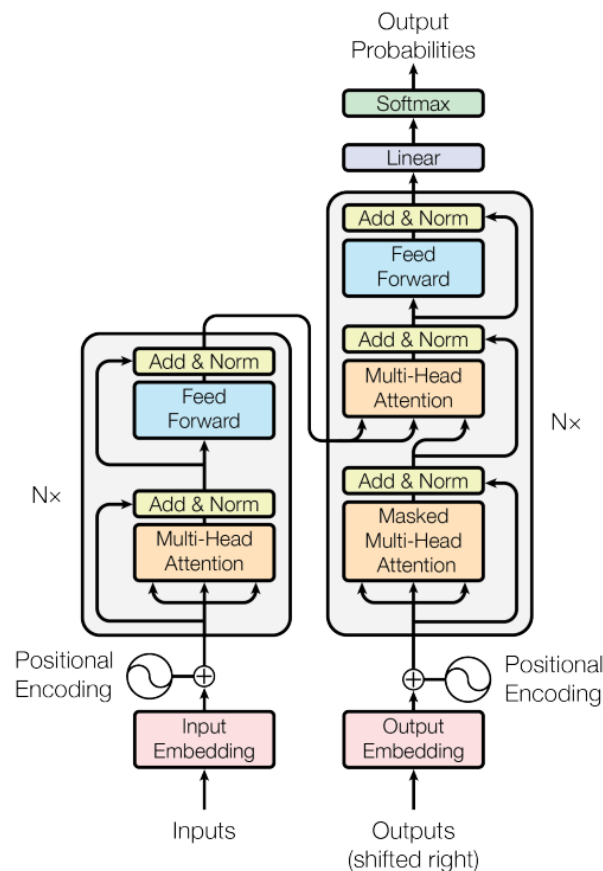 Output
Probabilities
Softmax
Linear
Add & Norm
Feed
Forward
Add & Norm
Multi-Head
Attention
Add & Norm
Masked
Multi-Head
Attention
N×
Add & Norm
Feed
Forward
Add & Norm
Multi-Head
Attention
N×
Positional
Encoding
Positional
Encoding
Input
Embedding
Output
Embedding
Inputs
Outputs
(shifted right)